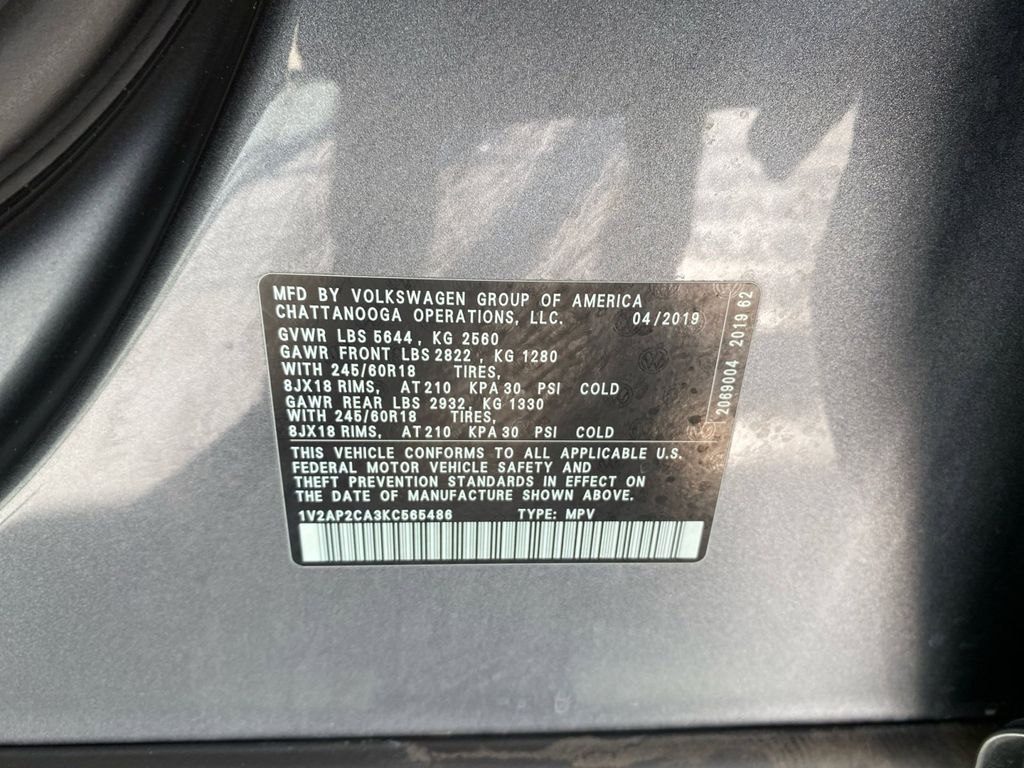 MFD BY VOLKSWAGEN GROUP OF AMERICA
CHATTANOOGA OPERATIONS, LLC. 04/2019
GVWR LBS 5644, KG 2560
GAWR FRONT LBS 2822, KG 1280
WITH 245/60R18 TIRES,
8JX18 RIMS, AT 210 KPA 30 PSI COLD
GAWR REAR LBS 2932, KG 1330
WITH 245/60R18 TIRES,
8JX18 RIMS, AT 210 KPA 30 PSI COLD
THIS VEHICLE CONFORMS TO ALL APPLICABLE U.S.
FEDERAL MOTOR VEHICLE SAFETY AND
THEFT PREVENTION STANDARDS IN EFFECT ON
THE DATE OF MANUFACTURE SHOWN ABOVE.
1V2AP2CA3KC565486 TYPE: MPV
2069004 2019 62